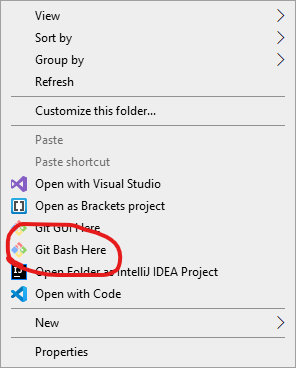 View
Sort by
Group by
Refresh
Customize this folder...
Paste
Paste shortcut
Open with Visual Studio
Open as Brackets project
Git GUI Here
Git Bash Here
Open Folder as IntelliJ IDEA Project
Open with Code
New
Properties